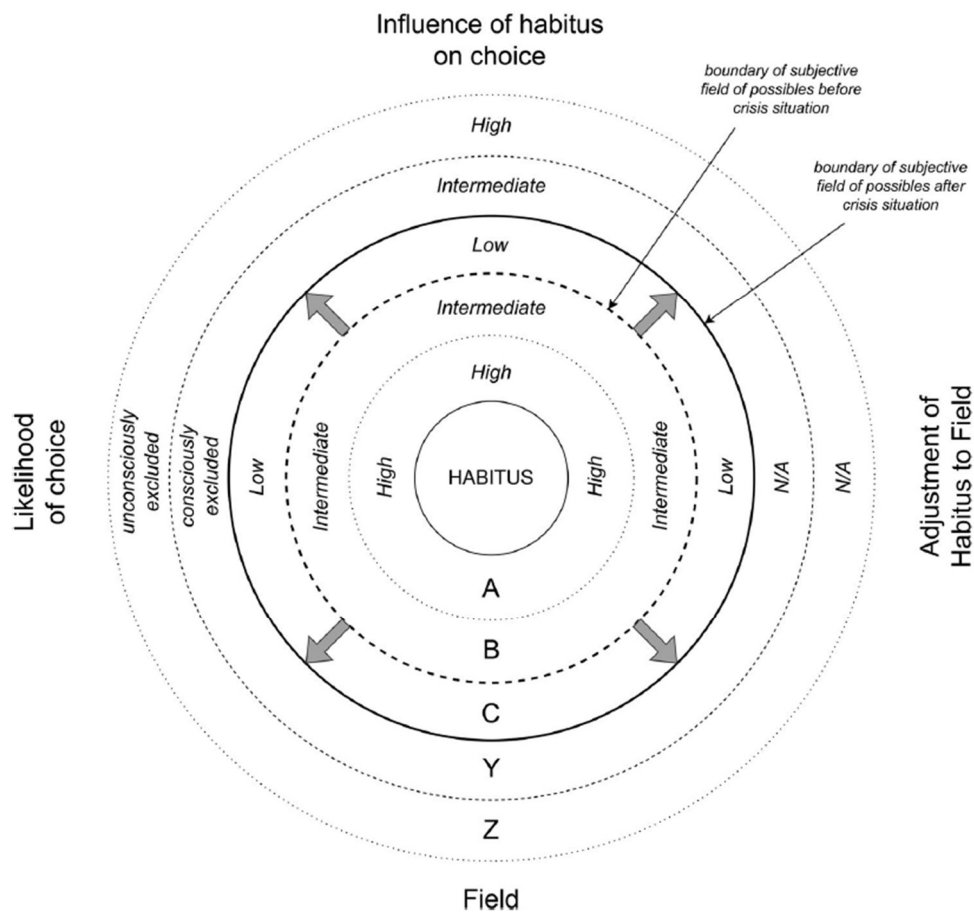 Influence of habitus
on choice
boundary of subjective
field of possibles before
crisis situation
boundary of subjective
field of possibles after
crisis situation
High
Intermediate
Low
Intermediate
High
Likelihood
of choice
unconsciously
excluded
consciously
excluded
Low
Intermediate
High
HABITUS
High
Intermediate
Low
N/A
N/A
Adjustment of
Habitus to Field
A
B
C
Y
Z
Field